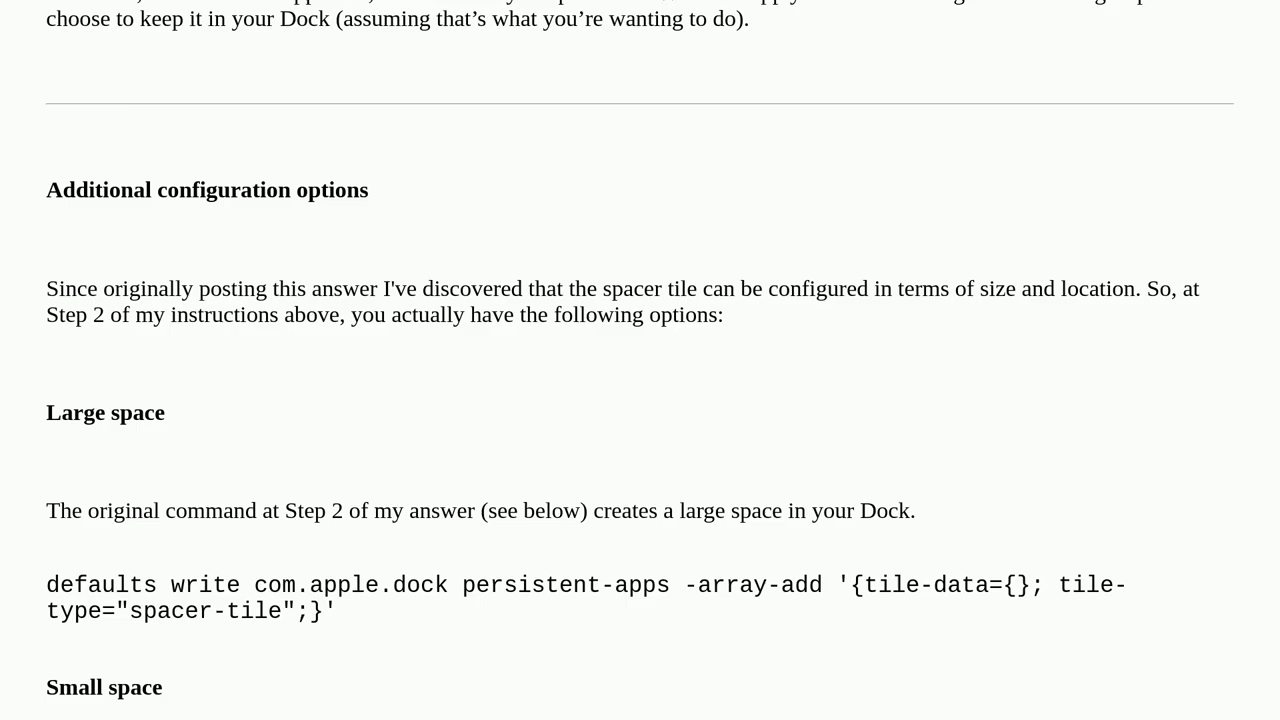 choose to keep it in your Dock (assuming that’s what you’re wanting to do).
Additional configuration options
Since originally posting this answer I've discovered that the spacer tile can be configured in terms of size and location. So, at
Step 2 of my instructions above, you actually have the following options:
Large space
The original command at Step 2 of my answer (see below) creates a large space in your Dock.
defaults write com.apple.dock persistent-apps -array-add '{tile-data={}; tile-
type="spacer-tile";}'
Small space